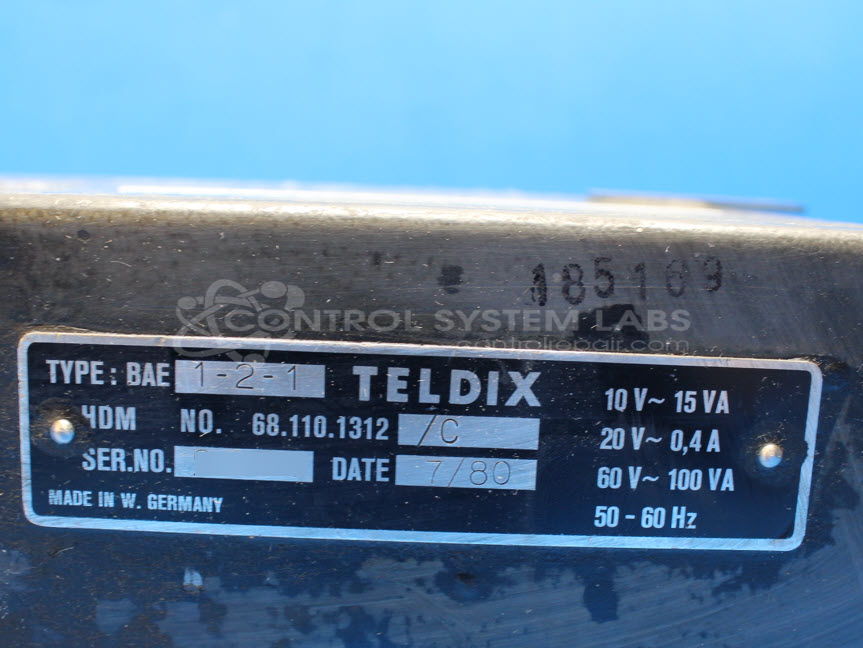 185109
CONTROL SYSTEM LABS
controlrepair.com
TYPE: BAE 1-2-1 TELDIX
HDM NO. 68.110.1312 /C
SER.NO. DATE 7/80
MADE IN W. GERMANY
10 V~ 15 VA
20 V~ 0,4 A
60 V~ 100 VA
50 - 60 Hz